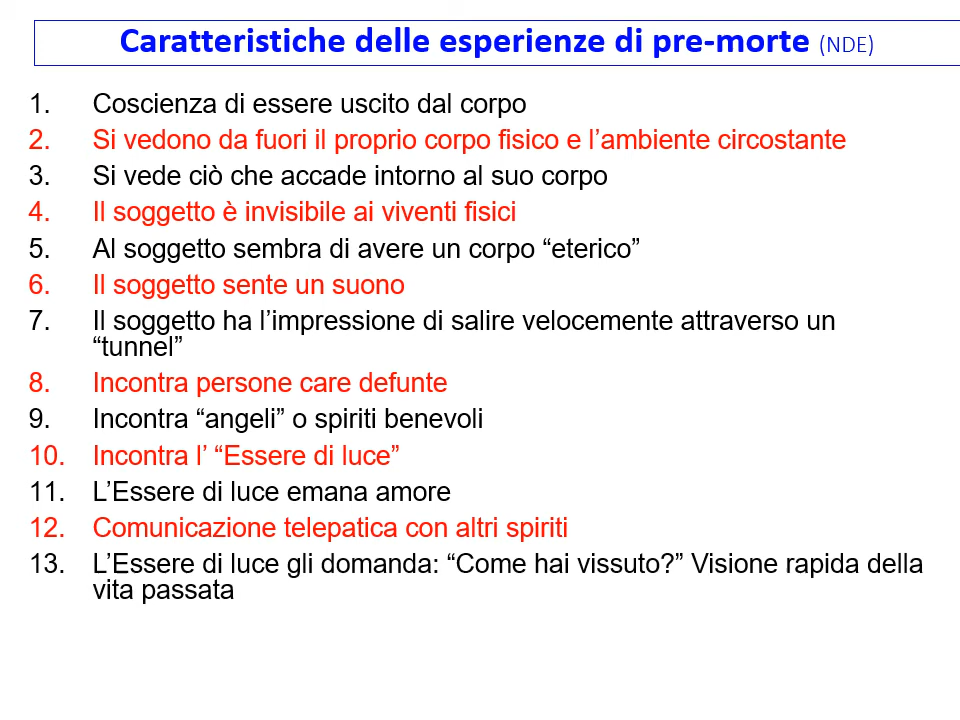 Caratteristiche delle esperienze di pre-morte (NDE)
1. Coscienza di essere uscito dal corpo
2. Si vedono da fuori il proprio corpo fisico e l’ambiente circostante
3. Si vede ciò che accade intorno al suo corpo
4. Il soggetto è invisibile ai viventi fisici
5. Al soggetto sembra di avere un corpo “eterico”
6. Il soggetto sente un suono
7. Il soggetto ha l’impressione di salire velocemente attraverso un
“tunnel”
8. Incontra persone care defunte
9. Incontra “angeli” o spiriti benevoli
10. Incontra l’ “Essere di luce”
11. L’Essere di luce emana amore
12. Comunicazione telepatica con altri spiriti
13. L’Essere di luce gli domanda: “Come hai vissuto?” Visione rapida della
vita passata